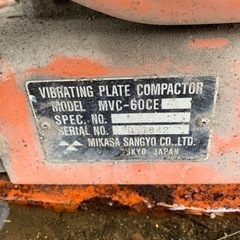 VIBRATING PLATE COMPACTOR
MODEL MVC-60CE
SPEC. NO.
SERIAL NO.
MIKASA SANGYO CO., LTD.
TOKYO JAPAN